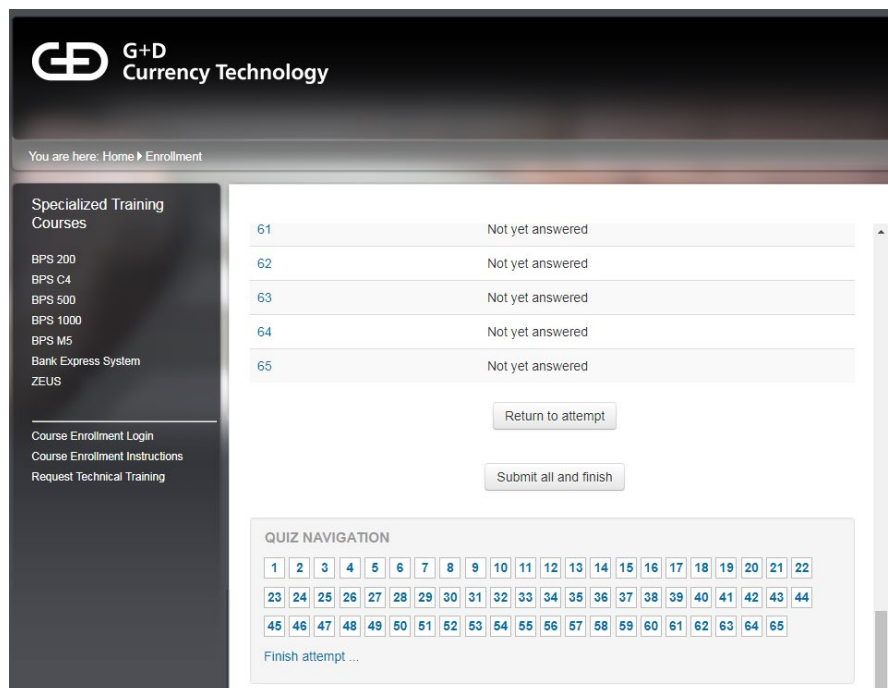 G+D
Currency Technology
You are here: Home Enrollment
Specialized Training
Courses
BPS 200
BPS C4
BPS 500
BPS 1000
BPS M5
Bank Express System
ZEUS
Course Enrollment Login
Course Enrollment Instructions
Request Technical Training
61 Not yet answered
62 Not yet answered
63 Not yet answered
64 Not yet answered
65 Not yet answered
Return to attempt
Submit all and finish
QUIZ NAVIGATION
1 2 3 4 5 6 7 8 9 10 11 12 13 14 15 16 17 18 19 20 21 22
23 24 25 26 27 28 29 30 31 32 33 34 35 36 37 38 39 40 41 42 43 44
45 46 47 48 49 50 51 52 53 54 55 56 57 58 59 60 61 62 63 64 65
Finish attempt ...